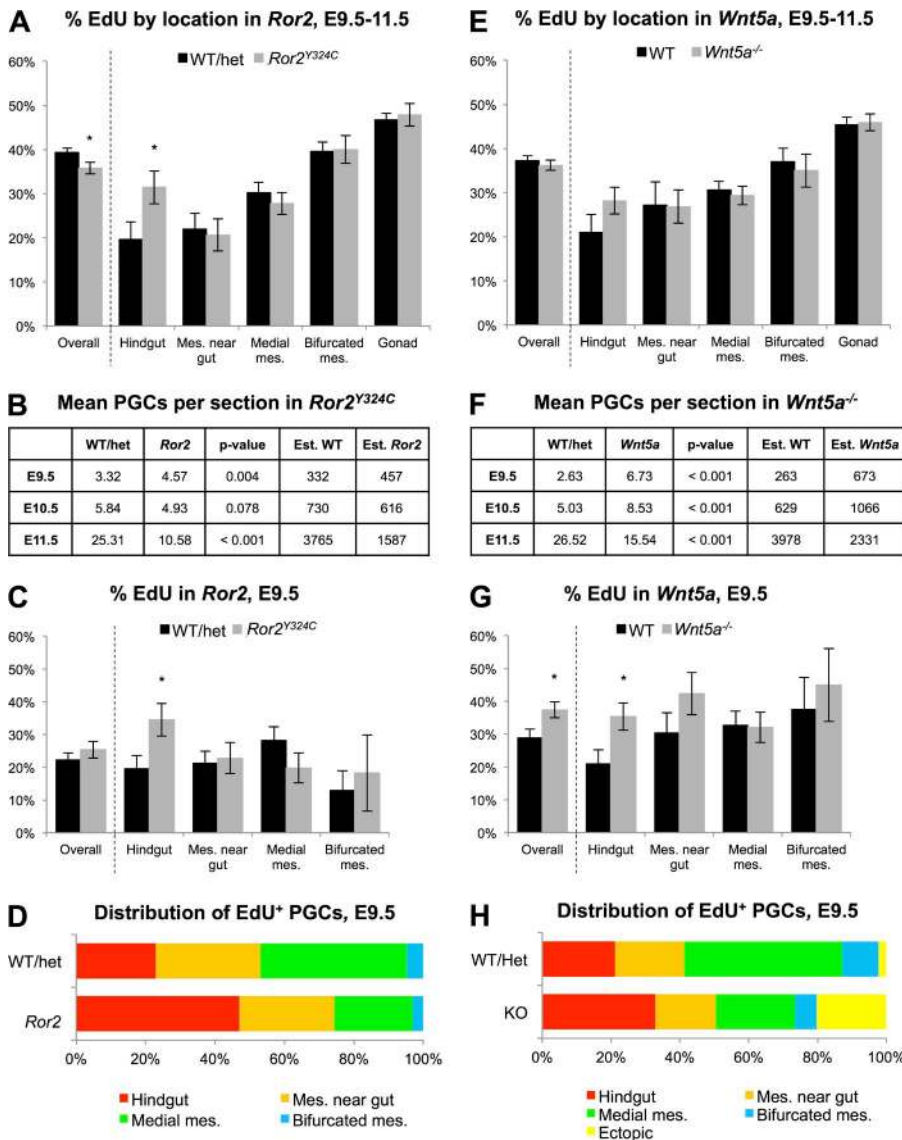 A % EdU by location in Ror2, E9.5-11.5
WT/het Ror2Y324C
60%
50%
40%
30%
20%
10%
0%
* *
Overall Hindgut Mes. near gut Medial mes. Bifurcated mes. Gonad
B Mean PGCs per section in Ror2Y324C
WT/het Ror2 p-value Est. WT Est. Ror2
E9.5 3.32 4.57 0.004 332 457
E10.5 5.84 4.93 0.078 730 616
E11.5 25.31 10.58 < 0.001 3765 1587
C % EdU in Ror2, E9.5
WT/het Ror2Y324C
60%
50%
40%
30%
20%
10%
0%
*
Overall Hindgut Mes. near gut Medial mes. Bifurcated mes.
D Distribution of EdU+ PGCs, E9.5
WT/het
Ror2
0% 20% 40% 60% 80% 100%
Hindgut Mes. near gut
Medial mes. Bifurcated mes.
E % EdU by location in Wnt5a, E9.5-11.5
WT Wnt5a-/-
60%
50%
40%
30%
20%
10%
0%
Overall Hindgut Mes. near gut Medial mes. Bifurcated mes. Gonad
F Mean PGCs per section in Wnt5a-/-
WT/het Wnt5a p-value Est. WT Est. Wnt5a
E9.5 2.63 6.73 < 0.001 263 673
E10.5 5.03 8.53 < 0.001 629 1066
E11.5 26.52 15.54 < 0.001 3978 2331
G % EdU in Wnt5a, E9.5
WT Wnt5a-/-
60%
50%
40%
30%
20%
10%
0%
* *
Overall Hindgut Mes. near gut Medial mes. Bifurcated mes.
H Distribution of EdU+ PGCs, E9.5
WT/Het
KO
0% 20% 40% 60% 80% 100%
Hindgut Mes. near gut
Medial mes. Bifurcated mes.
Ectopic